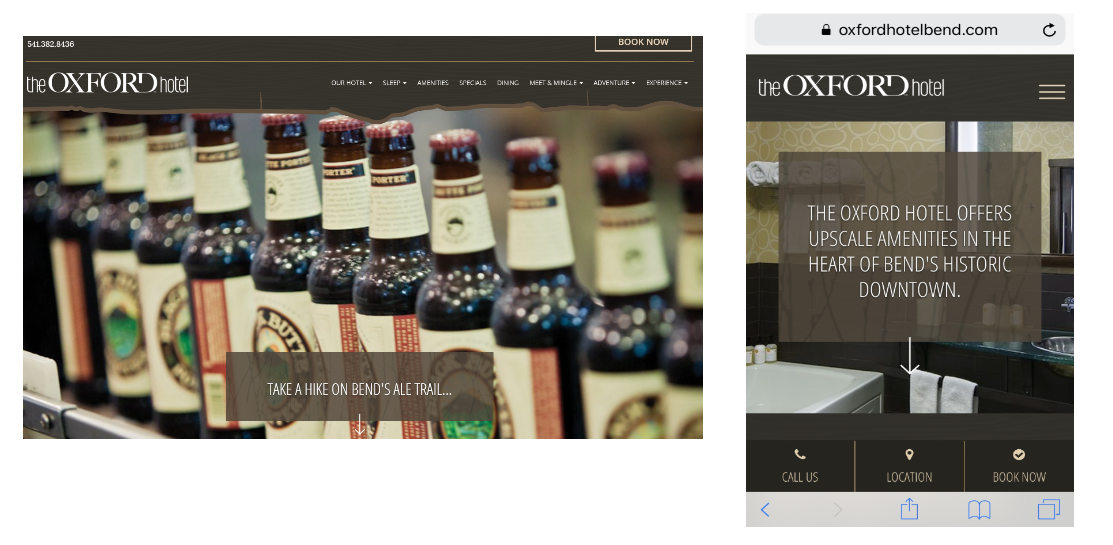 541.382.8436
BOOK NOW
the OXFORD hotel
OUR HOTEL SLEEP AMENITIES SPECIALS DINING MEET & MINGLE ADVENTURE EXPERIENCE
PORTER
PORTER
TAKE A HIKE ON BEND'S ALE TRAIL...
oxfordhotelbend.com
the OXFORD hotel
THE OXFORD HOTEL OFFERS
UPSCALE AMENITIES IN THE
HEART OF BEND'S HISTORIC
DOWNTOWN.
CALL US
LOCATION
BOOK NOW